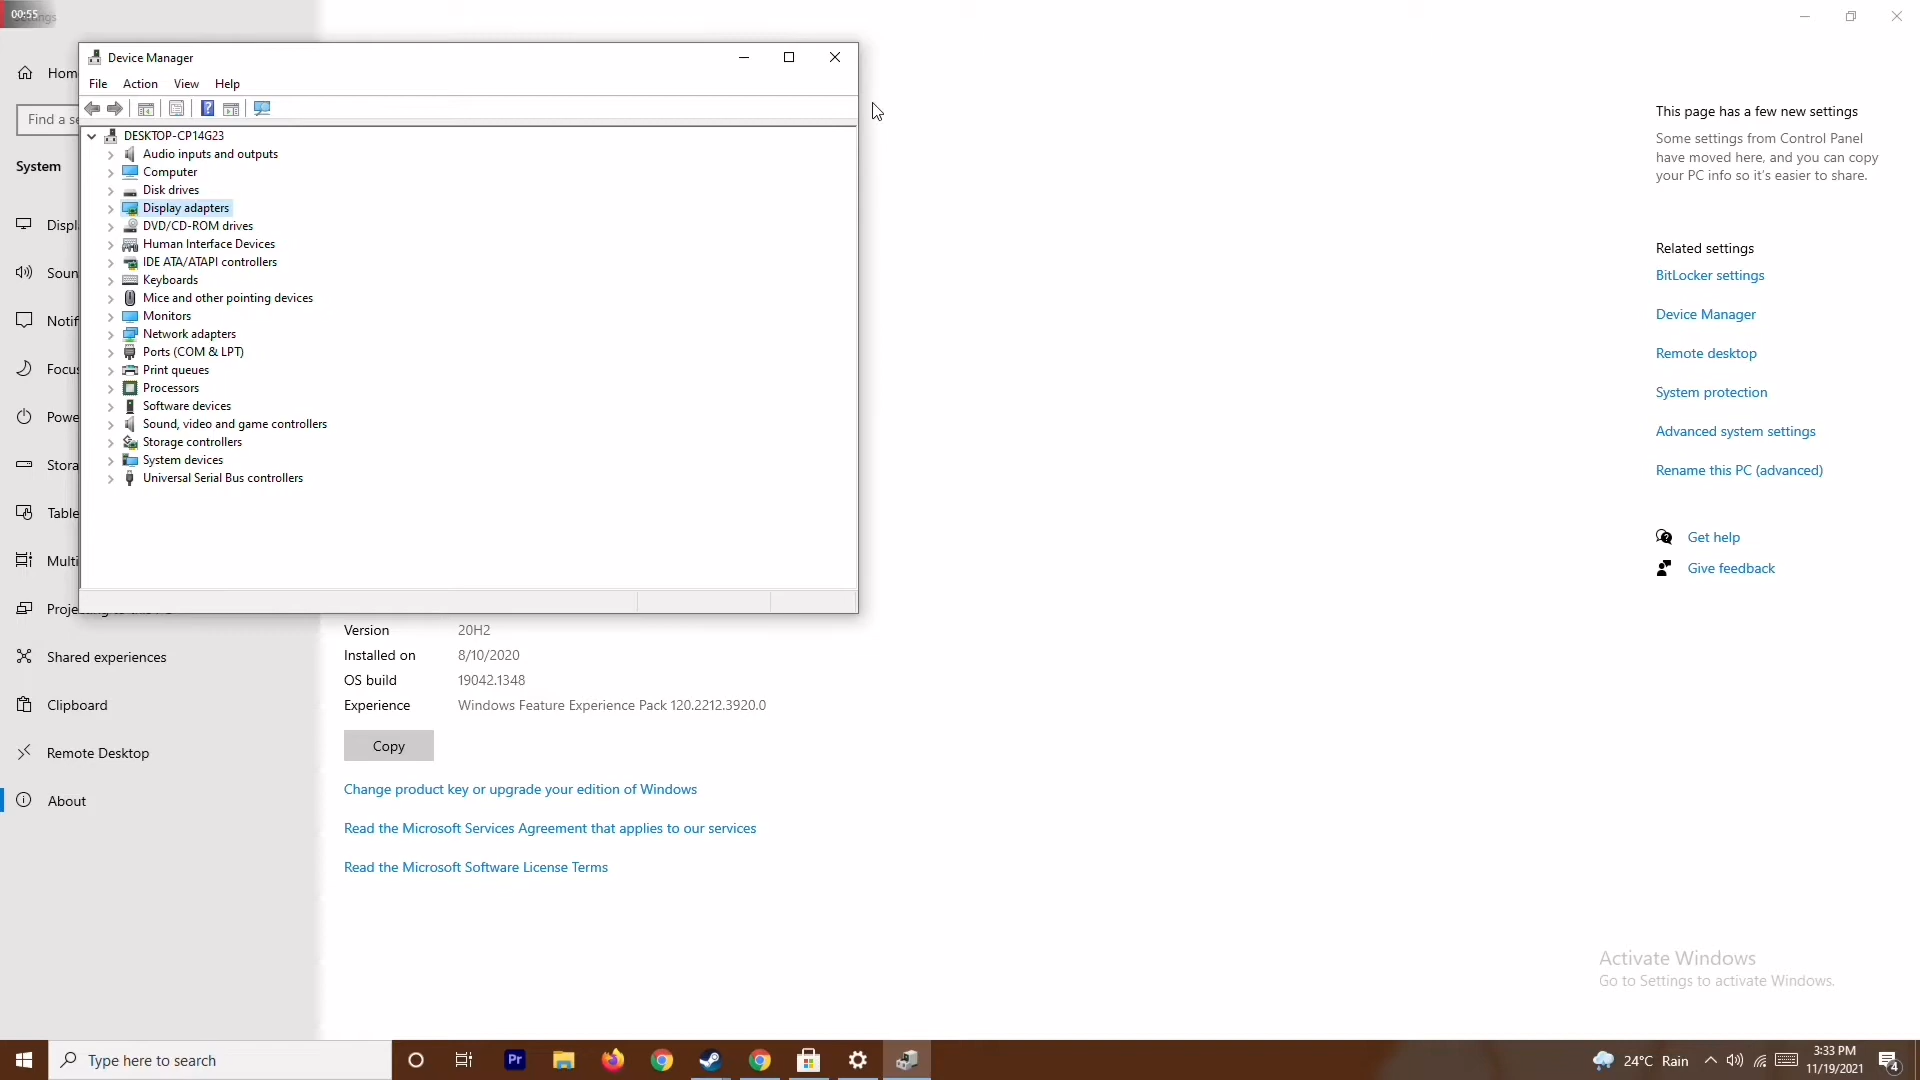 00:55
Settings
Device Manager
File Action View Help
DESKTOP-CP14G23
Audio inputs and outputs
Computer
Disk drives
Display adapters
DVD/CD-ROM drives
Human Interface Devices
IDE ATA/ATAPI controllers
Keyboards
Mice and other pointing devices
Monitors
Network adapters
Ports (COM & LPT)
Print queues
Processors
Software devices
Sound, video and game controllers
Storage controllers
System devices
Universal Serial Bus controllers
Hom
Find a se
System
Displ
Soun
Notif
Focus
Powe
Stora
Table
Multi
Projecting to this PC
Shared experiences
Clipboard
Remote Desktop
About
Version 20H2
Installed on 8/10/2020
OS build 19042.1348
Experience Windows Feature Experience Pack 120.2212.3920.0
Copy
Change product key or upgrade your edition of Windows
Read the Microsoft Services Agreement that applies to our services
Read the Microsoft Software License Terms
This page has a few new settings
Some settings from Control Panel
have moved here, and you can copy
your PC info so it's easier to share.
Related settings
BitLocker settings
Device Manager
Remote desktop
System protection
Advanced system settings
Rename this PC (advanced)
Get help
Give feedback
Activate Windows
Go to Settings to activate Windows.
Type here to search
Pr
24°C Rain
3:33 PM
11/19/2021
4